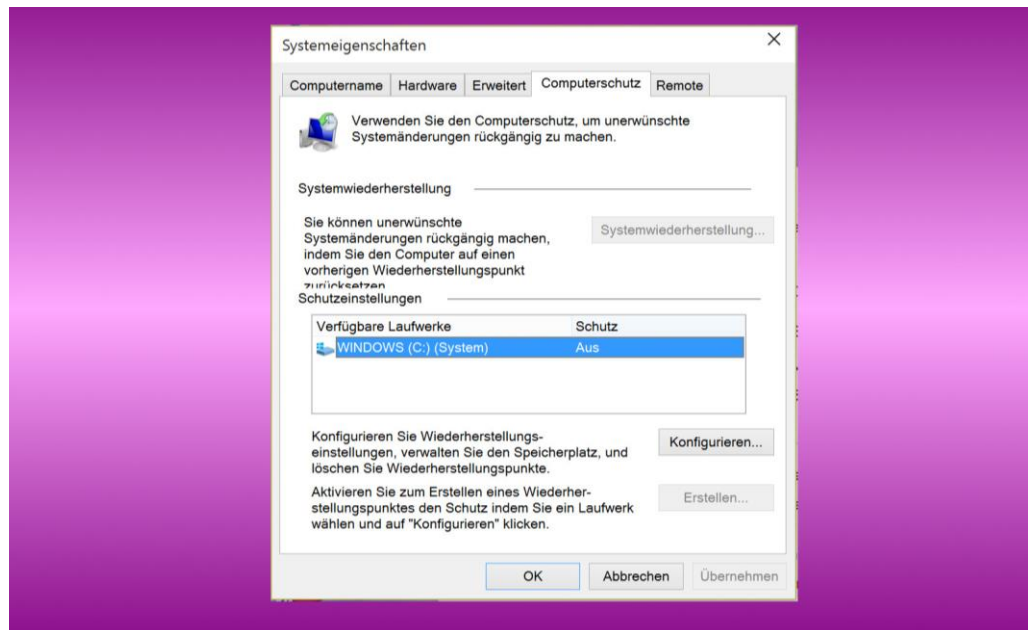 Systemeigenschaften
Computername Hardware Erweitert Computerschutz Remote
Verwenden Sie den Computerschutz, um unerwünschte
Systemänderungen rückgängig zu machen.
Systemwiederherstellung
Sie können unerwünschte
Systemänderungen rückgängig machen,
indem Sie den Computer auf einen
vorherigen Wiederherstellungspunkt
zurücksetzen
Systemwiederherstellung...
Schutzeinstellungen
Verfügbare Laufwerke Schutz
WINDOWS (C:) (System) Aus
Konfigurieren Sie Wiederherstellungs-
einstellungen, verwalten Sie den Speicherplatz, und
löschen Sie Wiederherstellungspunkte.
Konfigurieren...
Aktivieren Sie zum Erstellen eines Wiederher-
stellungspunktes den Schutz indem Sie ein Laufwerk
wählen und auf "Konfigurieren" klicken.
Erstellen...
OK Abbrechen Übernehmen